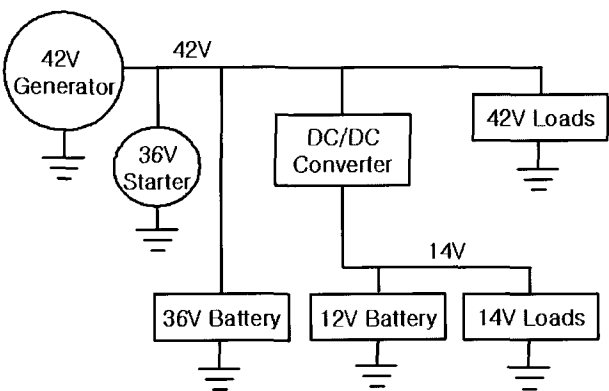 42V
42V
Generator
36V
Starter
DC/DC
Converter
42V Loads
14V
36V Battery
12V Battery
14V Loads